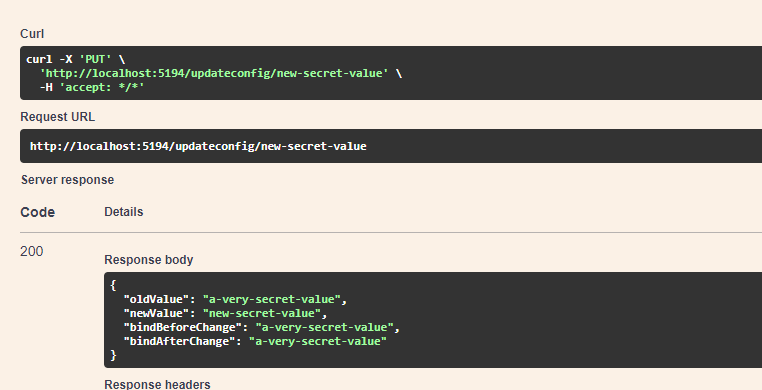 Curl
curl -X 'PUT' \
  'http://localhost:5194/updateconfig/new-secret-value' \
  -H 'accept: */*'
Request URL
http://localhost:5194/updateconfig/new-secret-value
Server response
Code Details
200
Response body
{
  "oldValue": "a-very-secret-value",
  "newValue": "new-secret-value",
  "bindBeforeChange": "a-very-secret-value",
  "bindAfterChange": "a-very-secret-value"
}
Response headers